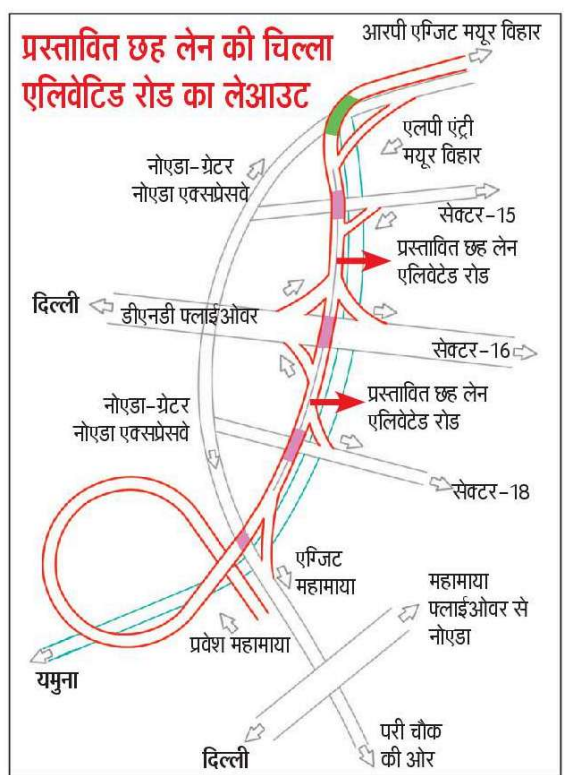 प्रस्तावित छह लेन की चिल्ला
एलिवेटिड रोड का लेआउट
आरपी एग्जिट मयूर विहार
एलपी एंट्री
मयूर विहार
नोएडा-ग्रेटर
नोएडा एक्सप्रेसवे
सेक्टर-15
प्रस्तावित छह लेन
एलिवेटेड रोड
दिल्ली
डीएनडी फ्लाईओवर
सेक्टर-16
प्रस्तावित छह लेन
एलिवेटेड रोड
नोएडा-ग्रेटर
नोएडा एक्सप्रेसवे
सेक्टर-18
एग्जिट
महामाया
महामाया
फ्लाईओवर से
नोएडा
प्रवेश महामाया
यमुना
परी चौक
की ओर
दिल्ली